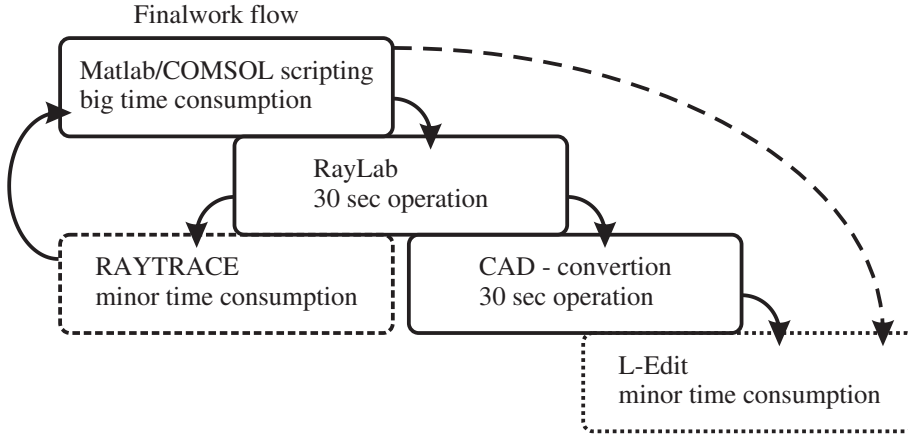 Finalwork flow
Matlab/COMSOL scripting
big time consumption
RayLab
30 sec operation
RAYTRACE
minor time consumption
CAD - convertion
30 sec operation
L-Edit
minor time consumption